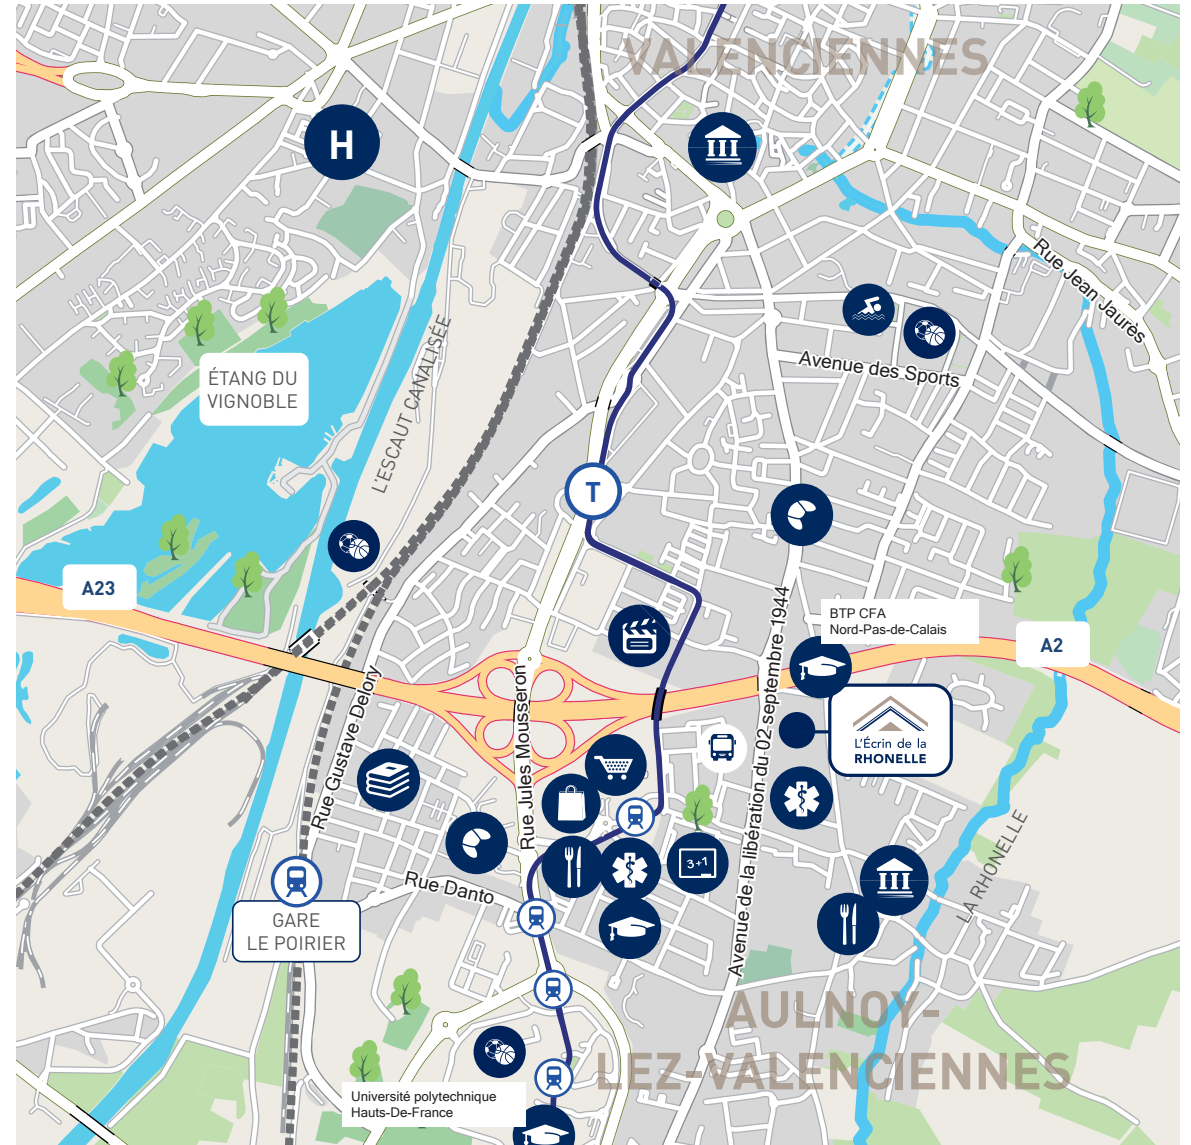 VALENCIENNES
H
Rue Jean Jaurès
ÉTANG DU
VIGNOBLE
L'ESCAUT CANALISÉE
Avenue des Sports
T
A23
BTP CFA
Nord-Pas-de-Calais
A2
Rue Gustave Delory
Rue Jules Mousseron
Avenue de la libération du 02 septembre 1944
L'Écrin de la
RHONELLE
3+1
Rue Danto
LA RHONELLE
GARE
LE POIRIER
AULNOY-
LEZ-VALENCIENNES
Université polytechnique
Hauts-De-France